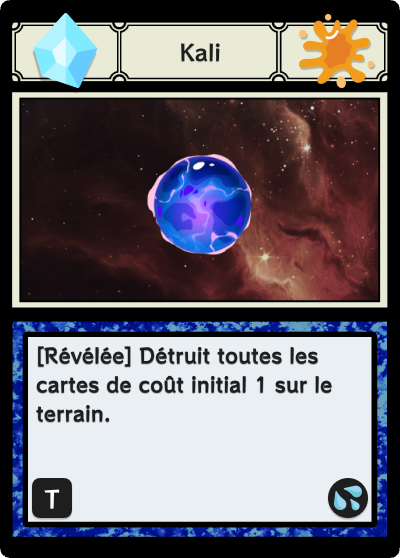 Kali
[Révélée] Détruit toutes les
cartes de coût initial 1 sur le
terrain.
T